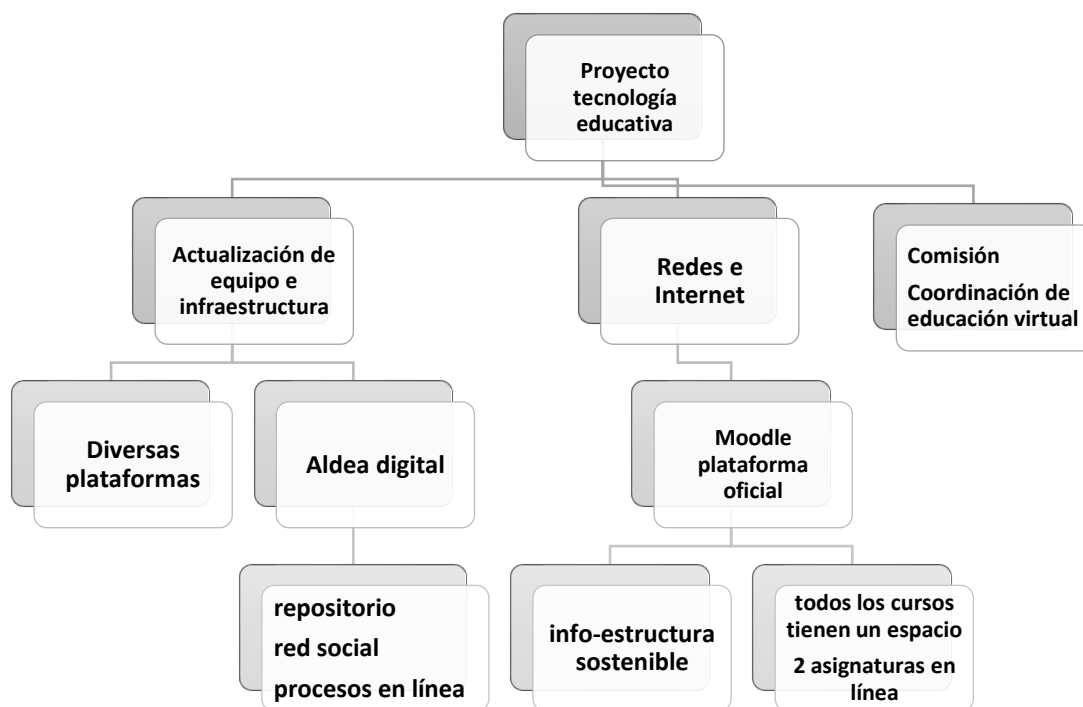 Proyecto
tecnología
educativa
Actualización de
equipo e
infraestructura
Redes e
Internet
Comisión
Coordinación de
educación virtual
Diversas
plataformas
Aldea digital
Moodle
plataforma
oficial
repositorio
red social
procesos en línea
info-estructura
sostenible
todos los cursos
tienen un espacio
2 asignaturas en
línea